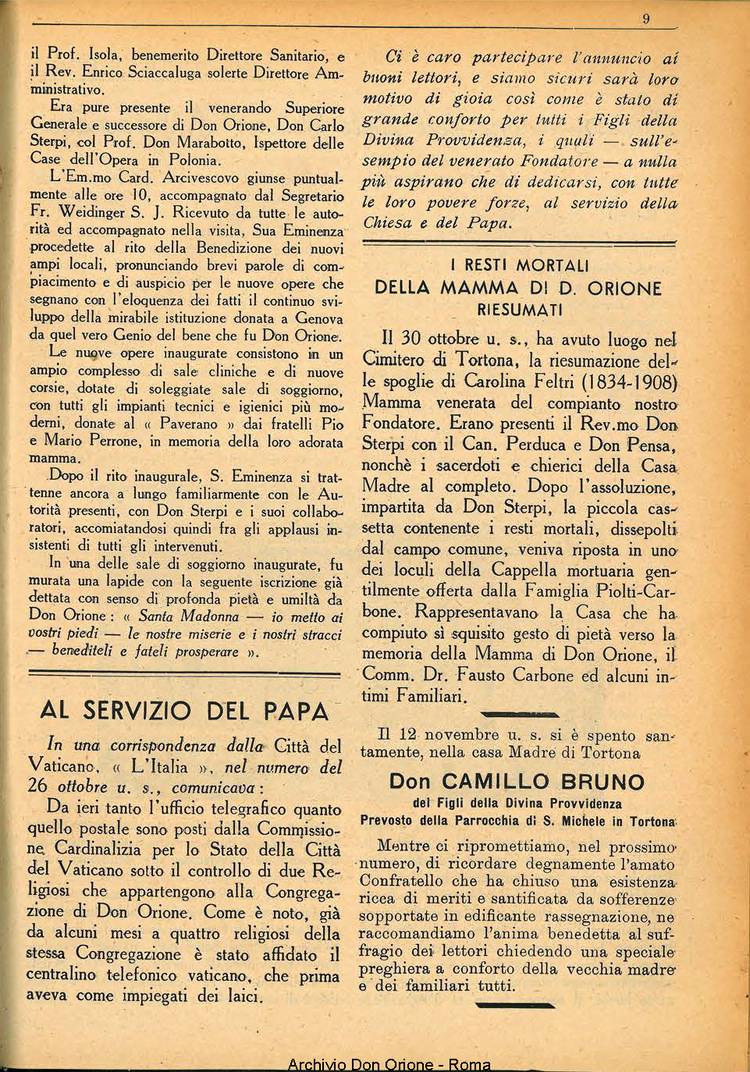 9
il Prof. Isola, benemerito Direttore Sanitario, e
il Rev. Enrico Sciaccaluga solerte Direttore Am-
ministrativo.
Era pure presente il venerando Superiore
Generale e successore di Don Orione, Don Carlo
Sterpi, col Prof. Don Marabotto, Ispettore delle
Case dell'Opera in Polonia.
L'Em.mo Card. Arcivescovo giunse puntual-
mente alle ore 10, accompagnato dal Segretario
Fr. Weidinger S. J. Ricevuto da tutte le auto-
rità ed accompagnato nella visita, Sua Eminenza
procedette al rito della Benedizione dei nuovi
ampi locali, pronunciando brevi parole di com-
piacimento e di auspicio per le nuove opere che
segnano con l'eloquenza dei fatti il continuo svi-
luppo della mirabile istituzione donata a Genova
da quel vero Genio del bene che fu Don Orione.
Le nuove opere inaugurate consistono in un
ampio complesso di sale cliniche e di nuove
corsie, dotate di soleggiate sale di soggiorno,
con tutti gli impianti tecnici e igienici più mo-
derni, donate al « Paverano » dai fratelli Pio
e Mario Perrone, in memoria della loro adorata
mamma.
Dopo il rito inaugurale, S. Eminenza si trat-
tenne ancora a lungo familiarmente con le Au-
torità presenti, con Don Sterpi e i suoi collabo-
ratori, accomiatandosi quindi fra gli applausi in-
sistenti di tutti gli intervenuti.
In una delle sale di soggiorno inaugurate, fu
murata una lapide con la seguente iscrizione già
dettata con senso di profonda pietà e umiltà da
Don Orione : « Santa Madonna — io metto ai
vostri piedi — le nostre miserie e i nostri stracci
— benediteli e fateli prosperare ».
AL SERVIZIO DEL PAPA
In una corrispondenza dalla Città del
Vaticano, « L'Italia », nel numero del
26 ottobre u. s., comunicava :
Da ieri tanto l'ufficio telegrafico quanto
quello postale sono posti dalla Commissio-
ne Cardinalizia per lo Stato della Città
del Vaticano sotto il controllo di due Re-
ligiosi che appartengono alla Congrega-
zione di Don Orione. Come è noto, già
da alcuni mesi a quattro religiosi della
stessa Congregazione è stato affidato il
centralino telefonico vaticano, che prima
aveva come impiegati dei laici.
Ci è caro partecipare l'annuncio ai
buoni lettori, e siamo sicuri sarà loro
motivo di gioia così come è stato di
grande conforto per tutti i Figli della
Divina Provvidenza, i quali — sull'e-
sempio del venerato Fondatore — a nulla
più aspirano che di dedicarsi, con tutte
le loro povere forze, al servizio della
Chiesa e del Papa.
I RESTI MORTALI
DELLA MAMMA DI D. ORIONE
RIESUMATI
Il 30 ottobre u. s., ha avuto luogo nel
Cimitero di Tortona, la riesumazione del-
le spoglie di Carolina Feltri (1834-1908)
Mamma venerata del compianto nostro
Fondatore. Erano presenti il Rev.mo Don
Sterpi con il Can. Perduca e Don Pensa,
nonchè i sacerdoti e chierici della Casa
Madre al completo. Dopo l'assoluzione,
impartita da Don Sterpi, la piccola cas-
setta contenente i resti mortali, dissepolti
dal campo comune, veniva riposta in uno
dei loculi della Cappella mortuaria gen-
tilmente offerta dalla Famiglia Piolti-Car-
bone. Rappresentavano la Casa che ha
compiuto sì squisito gesto di pietà verso la
memoria della Mamma di Don Orione, il
Comm. Dr. Fausto Carbone ed alcuni in-
timi Familiari.
Il 12 novembre u. s. si è spento san-
tamente, nella casa Madre di Tortona
Don CAMILLO BRUNO
dei Figli della Divina Provvidenza
Prevosto della Parrocchia di S. Michele in Tortona
Mentre ci ripromettiamo, nel prossimo
numero, di ricordare degnamente l'amato
Confratello che ha chiuso una esistenza
ricca di meriti e santificata da sofferenze
sopportate in edificante rassegnazione, ne
raccomandiamo l'anima benedetta al suf-
fragio dei lettori chiedendo una speciale
preghiera a conforto della vecchia madre
e dei familiari tutti.
Archivio Don Orione - Roma